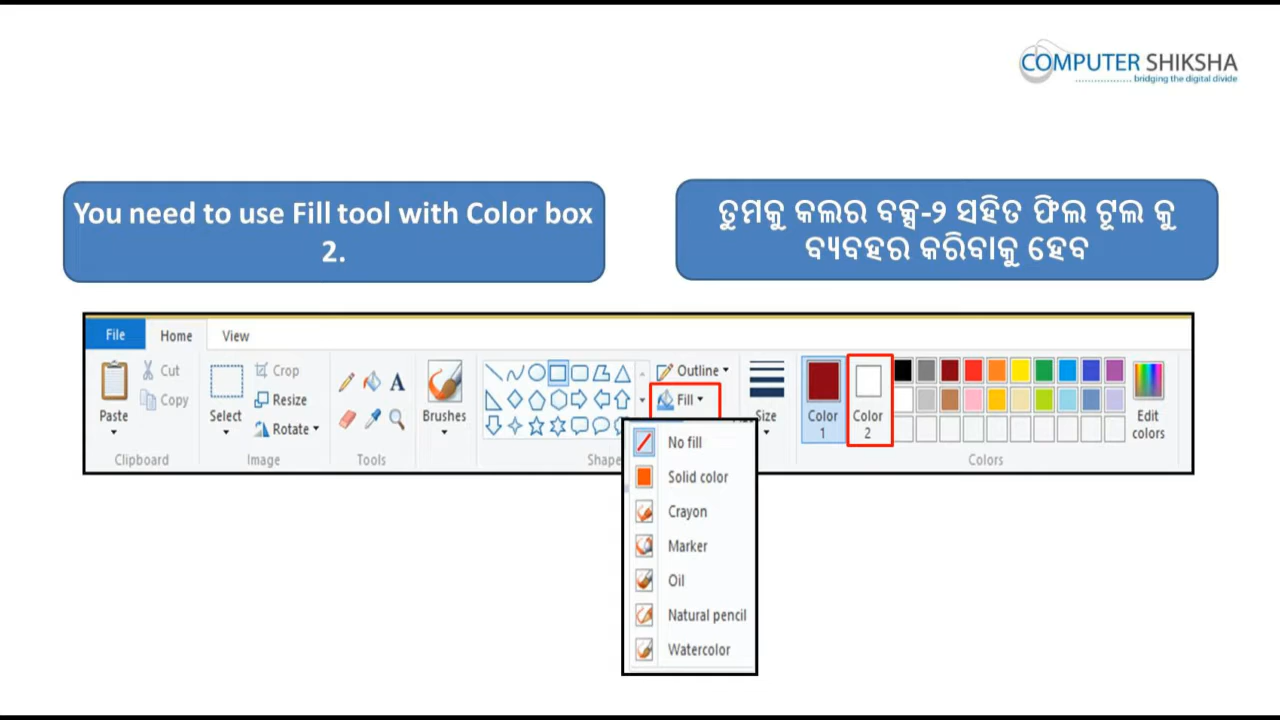 COMPUTER SHIKSHA
bridging the digital divide
You need to use Fill tool with Color box
2.
ତୁମକୁ କଲର ବକ୍ସ-୨ ସହିତ ଫିଲ ଟୁଲ କୁ
ବ୍ୟବହର କରିବାକୁ ହେବ
File Home View
Cut
Copy
Paste
Clipboard
Crop
Resize
Rotate
Select
Image
A
Tools
Brushes
Outline
Fill
Shape
Size
Color
1
Color
2
Edit
colors
Colors
No fill
Solid color
Crayon
Marker
Oil
Natural pencil
Watercolor